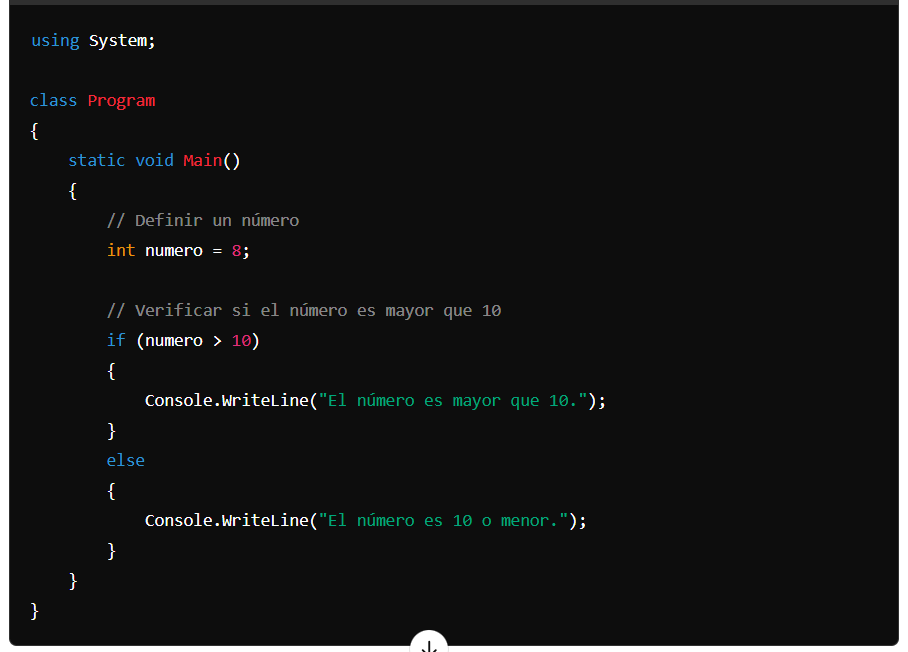 using System;
class Program
{
    static void Main()
    {
        // Definir un número
        int numero = 8;
        // Verificar si el número es mayor que 10
        if (numero > 10)
        {
            Console.WriteLine("El número es mayor que 10.");
        }
        else
        {
            Console.WriteLine("El número es 10 o menor.");
        }
    }
}